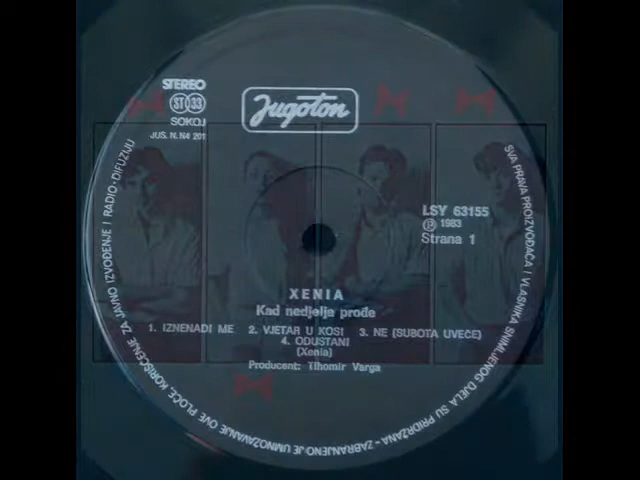 STEREO
ST 33
SOKOJ
JUS. N.N4 201
Jugoton
LSY 63155
Ⓟ 1983
Strana 1
XENIA
Kad nedjelje prođe
1. IZNENADI ME 2. VJETAR U KOSI 3. NE (SUBOTA UVEČE)
4. ODUSTANI
(Xenia)
Producent: Tihomir Varga
SVA PRAVA PROIZVOĐAČA I VLASNIKA SNIMLJENOG DJELA SU PRIDRŽANA - ZABRANJENO JE UMNOŽAVANJE OVE PLOČE, KORIŠĆENJE ZA JAVNO IZVOĐENJE I RADIO-DIFUZIJU